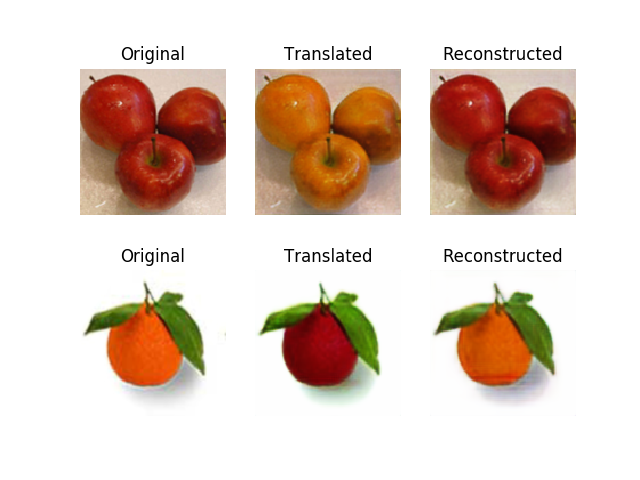 Original
Translated
Reconstructed
Original
Translated
Reconstructed